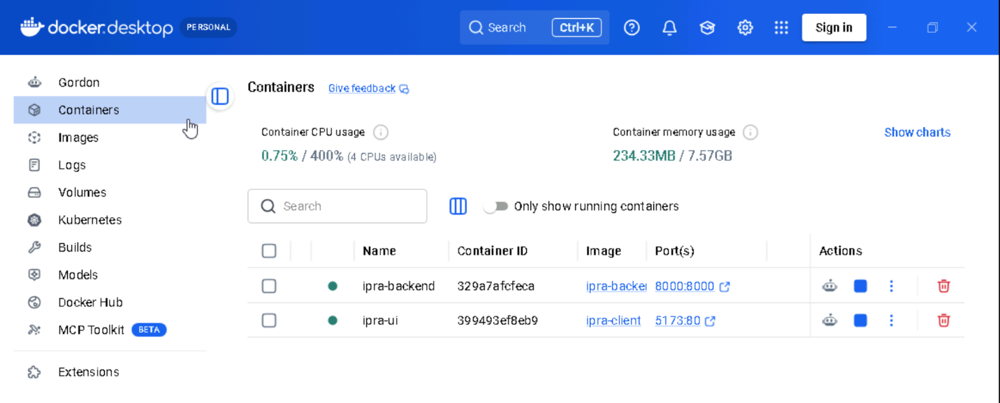 docker.desktop PERSONAL Search Ctrl+K Sign in
Gordon
Containers
Images
Logs
Volumes
Kubernetes
Builds
Models
Docker Hub
MCP Toolkit BETA
Extensions
Containers Give feedback
Container CPU usage Container memory usage Show charts
0.75% / 400% (4 CPUs available) 234.33MB / 7.57GB
Search Only show running containers
Name Container ID Image Port(s) Actions
ipra-backend 329a7afcfeca ipra-backe 8000:8000
ipra-ui 399493ef8eb9 ipra-client 5173:80